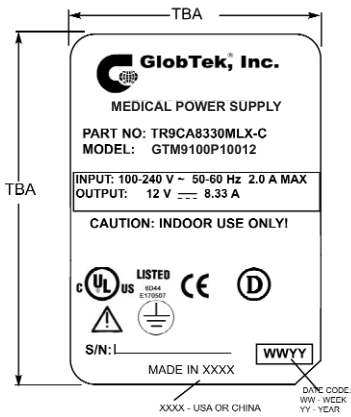 TBA
GlobTek, Inc.
MEDICAL POWER SUPPLY
PART NO: TR9CA8330MLX-C
MODEL: GTM9100P10012
TBA
INPUT: 100-240 V ~ 50-60 Hz 2.0 A MAX
OUTPUT: 12 V ⎓ 8.33 A
CAUTION: INDOOR USE ONLY!
C UL US LISTED CE D
6D44
E170507
S/N:
WWYY
MADE IN XXXX
DATE CODE:
WW - WEEK
YY - YEAR
XXXX - USA OR CHINA